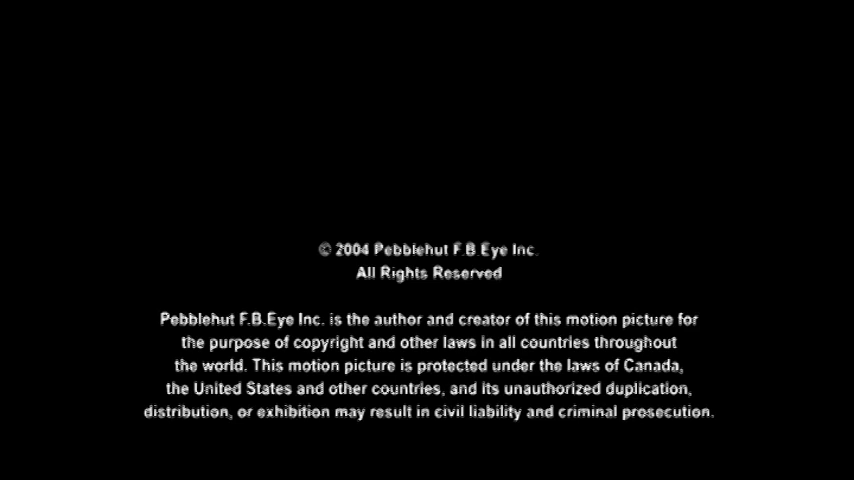 © 2004 Pebblehut F.B.Eye Inc.
All Rights Reserved
Pebblehut F.B.Eye Inc. is the author and creator of this motion picture for
the purpose of copyright and other laws in all countries throughout
the world. This motion picture is protected under the laws of Canada,
the United States and other countries, and its unauthorized duplication,
distribution, or exhibition may result in civil liability and criminal prosecution.